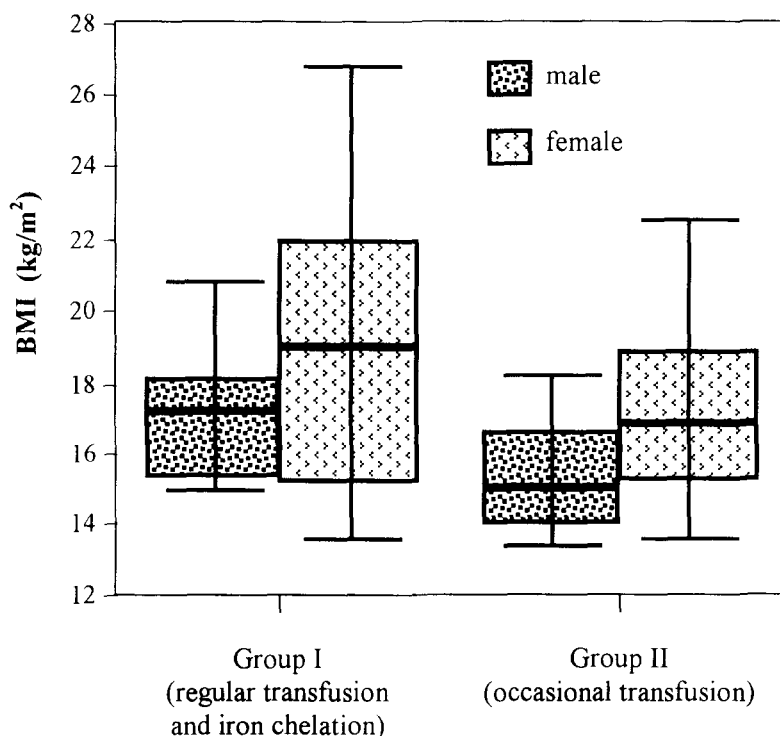 28
26
24
22
20
18
16
14
12
BMI (kg/m²)
male
female
Group I
(regular transfusion
and iron chelation)
Group II
(occasional transfusion)